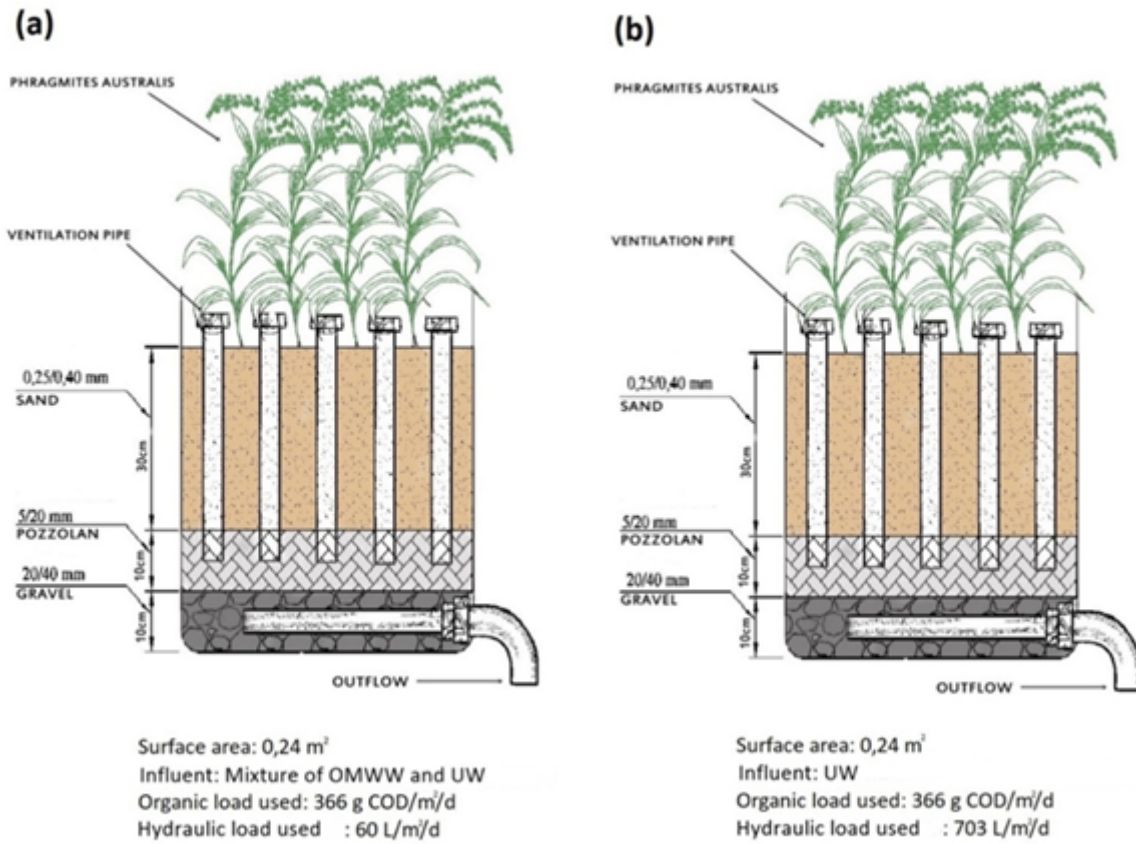 (a)
PHRAGMITES AUSTRALIS
VENTILATION PIPE
0,25/0,40 mm
SAND
30cm
5/20 mm
POZZOLAN
10cm
20/40 mm
GRAVEL
10cm
OUTFLOW
Surface area: 0,24 m²
Influent: Mixture of OMWW and UW
Organic load used: 366 g COD/m²/d
Hydraulic load used : 60 L/m²/d
(b)
PHRAGMITES AUSTRALIS
VENTILATION PIPE
0,25/0,40 mm
SAND
30cm
5/20 mm
POZZOLAN
10cm
20/40 mm
GRAVEL
10cm
OUTFLOW
Surface area: 0,24 m²
Influent: UW
Organic load used: 366 g COD/m²/d
Hydraulic load used : 703 L/m²/d